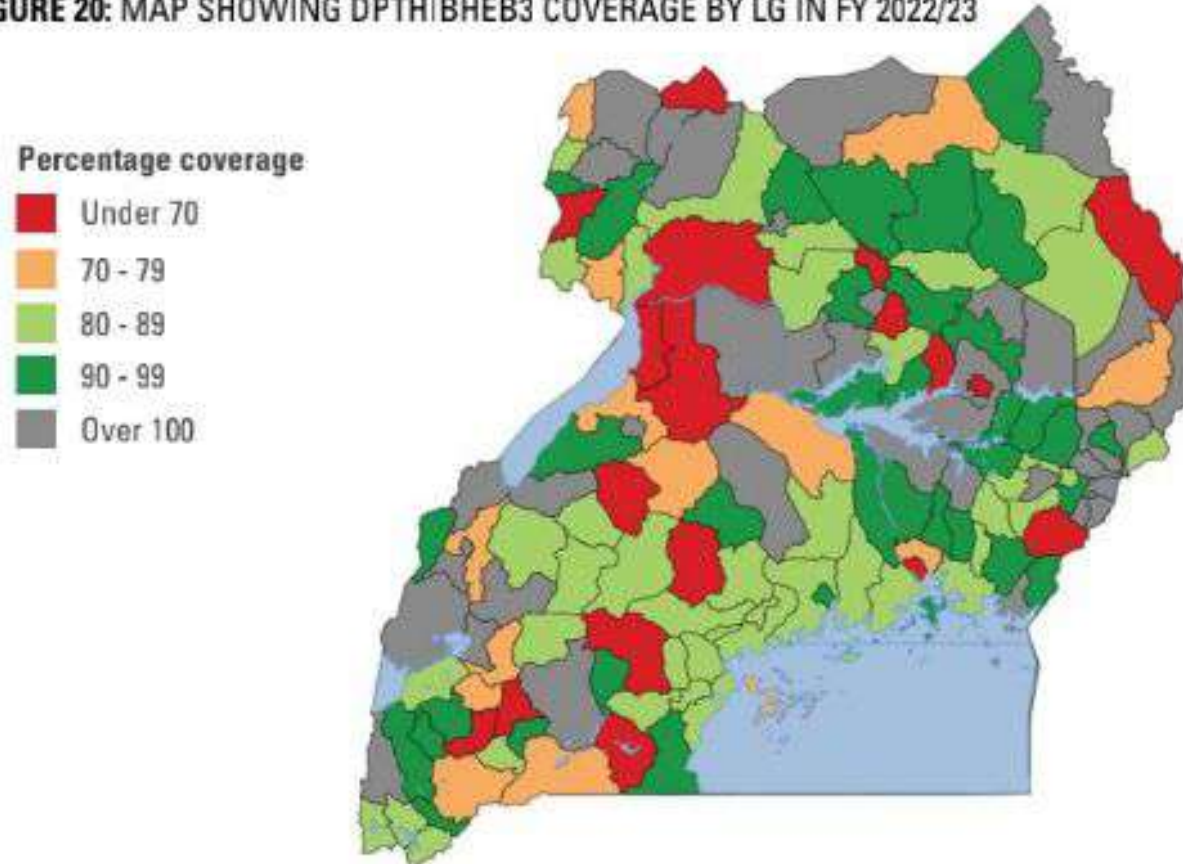 GURE 20: MAP SHOWING DPTHIBHEB3 COVERAGE BY LG IN FY 2022/23
Percentage coverage
Under 70
70 - 79
80 - 89
90 - 99
Over 100